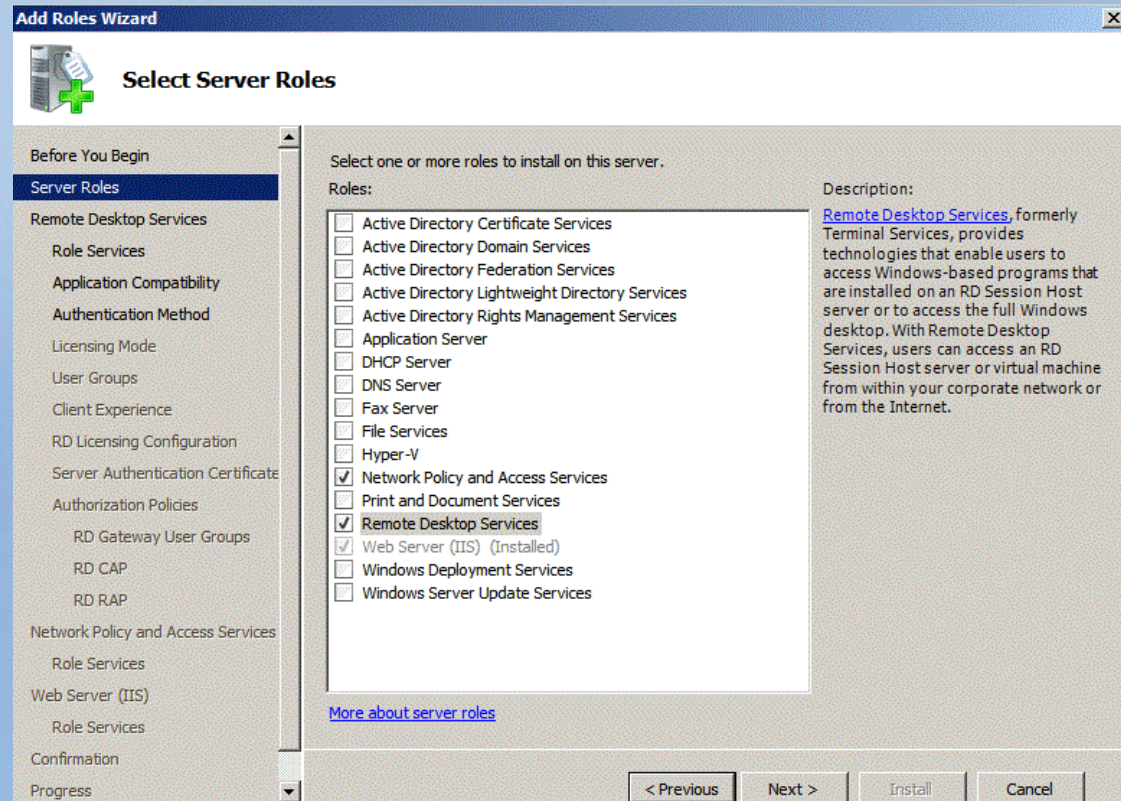 Add Roles Wizard
Select Server Roles
Before You Begin
Server Roles
Remote Desktop Services
Role Services
Application Compatibility
Authentication Method
Licensing Mode
User Groups
Client Experience
RD Licensing Configuration
Server Authentication Certificate
Authorization Policies
RD Gateway User Groups
RD CAP
RD RAP
Network Policy and Access Services
Role Services
Web Server (IIS)
Role Services
Confirmation
Progress
Select one or more roles to install on this server.
Roles:
Active Directory Certificate Services
Active Directory Domain Services
Active Directory Federation Services
Active Directory Lightweight Directory Services
Active Directory Rights Management Services
Application Server
DHCP Server
DNS Server
Fax Server
File Services
Hyper-V
Network Policy and Access Services
Print and Document Services
Remote Desktop Services
Web Server (IIS) (Installed)
Windows Deployment Services
Windows Server Update Services
More about server roles
Description:
Remote Desktop Services, formerly
Terminal Services, provides
technologies that enable users to
access Windows-based programs that
are installed on an RD Session Host
server or to access the full Windows
desktop. With Remote Desktop
Services, users can access an RD
Session Host server or virtual machine
from within your corporate network or
from the Internet.
< Previous
Next >
Install
Cancel